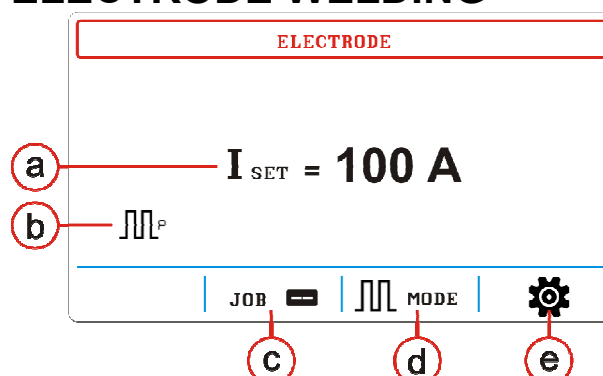 ELECTRODE WELDING
ELECTRODE
a
I SET = 100 A
b
P
JOB -- MODE
c d e